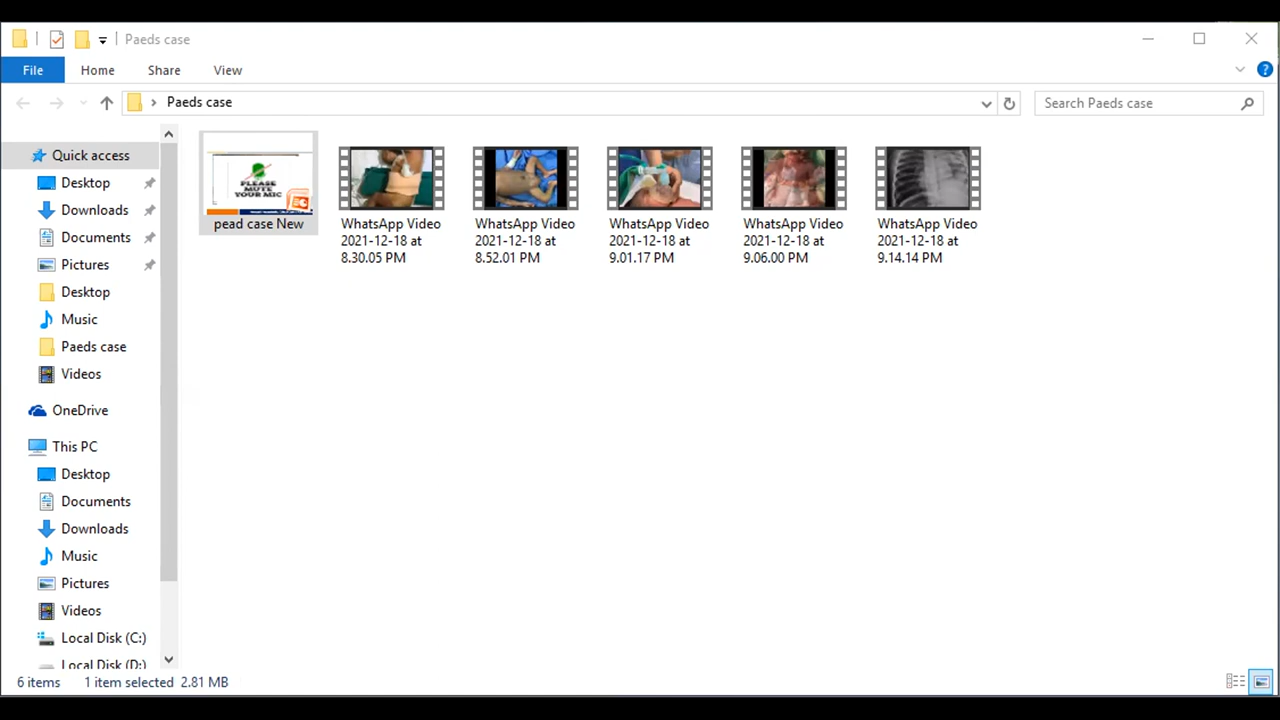 Paeds case
File
Home
Share
View
Paeds case
Search Paeds case
Quick access
Desktop
Downloads
Documents
Pictures
Desktop
Music
Paeds case
Videos
OneDrive
This PC
Desktop
Documents
Downloads
Music
Pictures
Videos
Local Disk (C:)
Local Disk (D:)
PLEASE
MUTE
YOUR MIC
pead case New
WhatsApp Video
2021-12-18 at
8.30.05 PM
WhatsApp Video
2021-12-18 at
8.52.01 PM
WhatsApp Video
2021-12-18 at
9.01.17 PM
WhatsApp Video
2021-12-18 at
9.06.00 PM
WhatsApp Video
2021-12-18 at
9.14.14 PM
6 items
1 item selected 2.81 MB